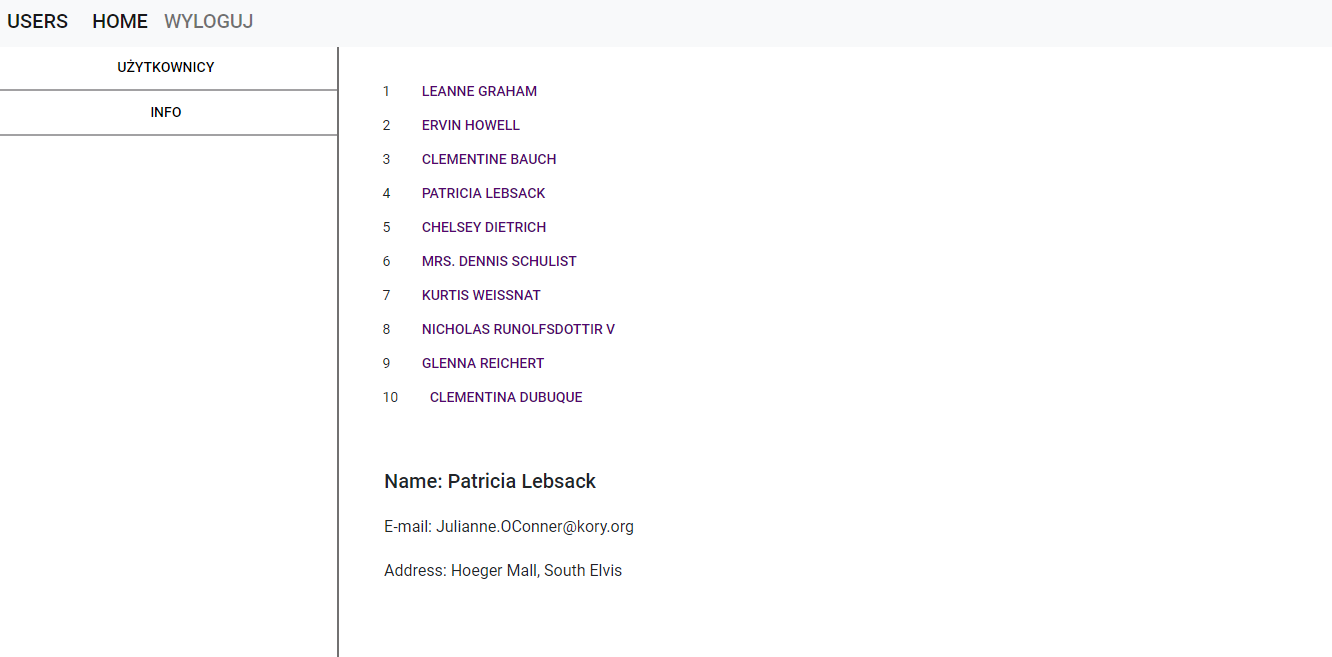 USERS HOME WYLOGUJ
UŻYTKOWNICY
INFO
1 LEANNE GRAHAM
2 ERVIN HOWELL
3 CLEMENTINE BAUCH
4 PATRICIA LEBSACK
5 CHELSEY DIETRICH
6 MRS. DENNIS SCHULIST
7 KURTIS WEISSNAT
8 NICHOLAS RUNOLFSDOTTIR V
9 GLENNA REICHERT
10 CLEMENTINA DUBUQUE
Name: Patricia Lebsack
E-mail: Julianne.OConner@kory.org
Address: Hoeger Mall, South Elvis